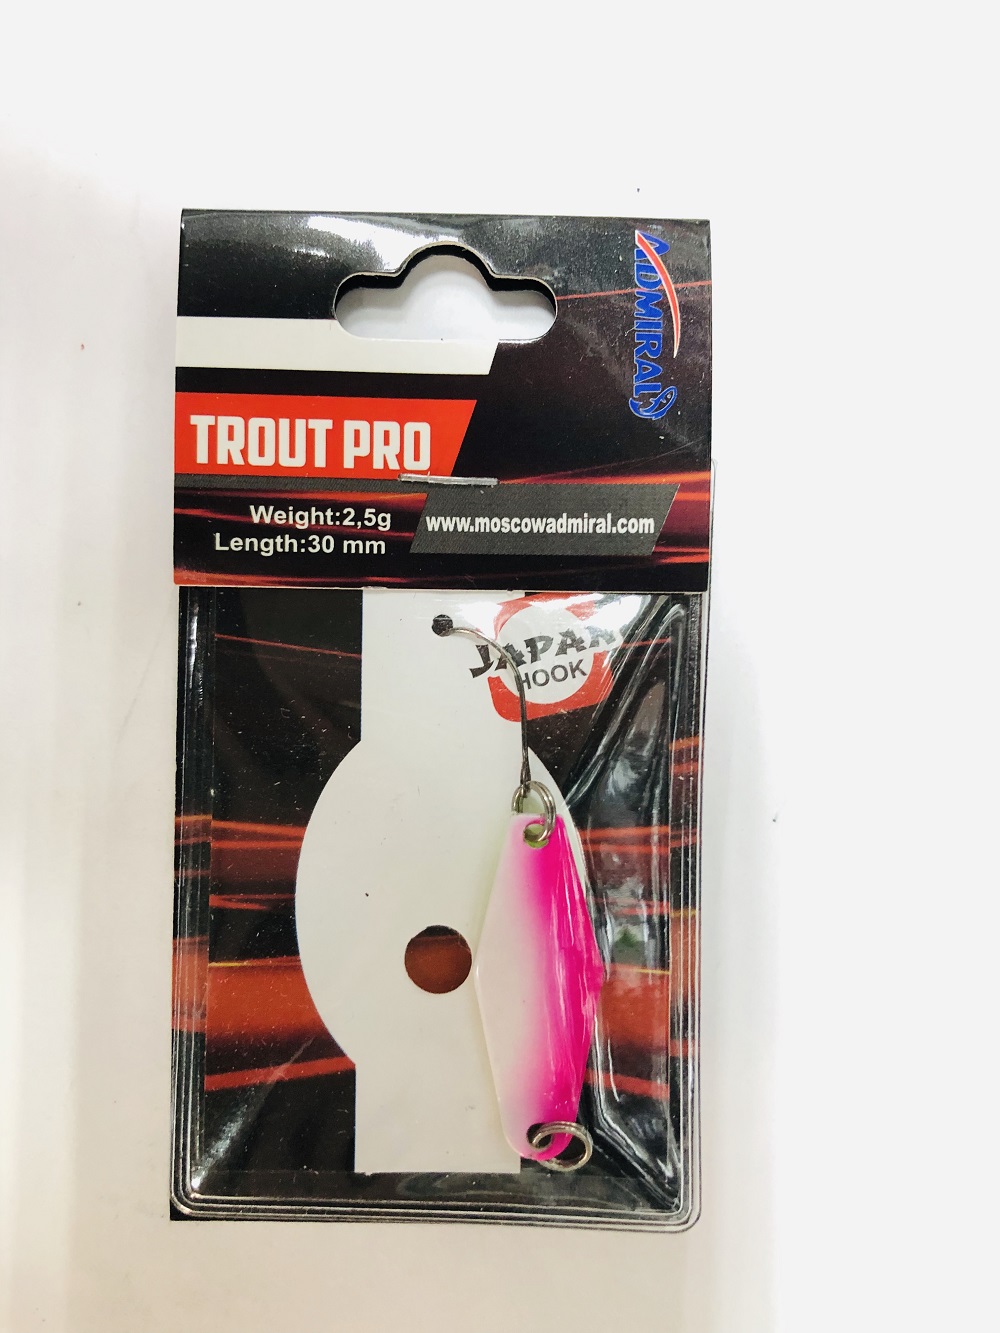 ADMIRAL
TROUT PRO
Weight:2,5g
Length:30 mm
www.moscowadmiral.com
JAPAN
HOOK